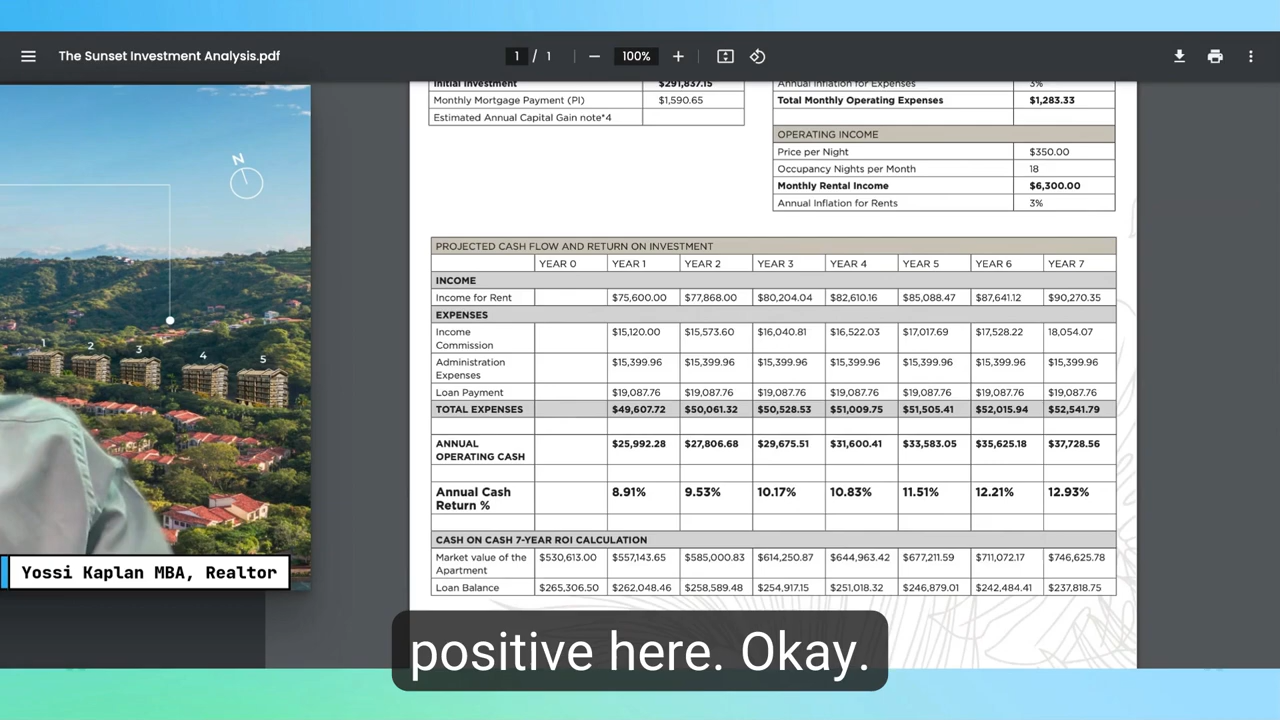 The Sunset Investment Analysis.pdf
1 / 1
100%
N
1 2 3 4 5
Yossi Kaplan MBA, Realtor
Initial Investment $291,837.15
Monthly Mortgage Payment (PI) $1,590.65
Estimated Annual Capital Gain note*4
Annual Inflation for Expenses 3%
Total Monthly Operating Expenses $1,283.33
OPERATING INCOME
Price per Night $350.00
Occupancy Nights per Month 18
Monthly Rental Income $6,300.00
Annual Inflation for Rents 3%
PROJECTED CASH FLOW AND RETURN ON INVESTMENT
YEAR 0 YEAR 1 YEAR 2 YEAR 3 YEAR 4 YEAR 5 YEAR 6 YEAR 7
INCOME
Income for Rent $75,600.00 $77,868.00 $80,204.04 $82,610.16 $85,088.47 $87,641.12 $90,270.35
EXPENSES
Income $15,120.00 $15,573.60 $16,040.81 $16,522.03 $17,017.69 $17,528.22 18,054.07
Commission
Administration $15,399.96 $15,399.96 $15,399.96 $15,399.96 $15,399.96 $15,399.96 $15,399.96
Expenses
Loan Payment $19,087.76 $19,087.76 $19,087.76 $19,087.76 $19,087.76 $19,087.76 $19,087.76
TOTAL EXPENSES $49,607.72 $50,061.32 $50,528.53 $51,009.75 $51,505.41 $52,015.94 $52,541.79
ANNUAL $25,992.28 $27,806.68 $29,675.51 $31,600.41 $33,583.05 $35,625.18 $37,728.56
OPERATING CASH
Annual Cash 8.91% 9.53% 10.17% 10.83% 11.51% 12.21% 12.93%
Return %
CASH ON CASH 7-YEAR ROI CALCULATION
Market value of the $530,613.00 $557,143.65 $585,000.83 $614,250.87 $644,963.42 $677,211.59 $711,072.17 $746,625.78
Apartment
Loan Balance $265,306.50 $262,048.46 $258,589.48 $254,917.15 $251,018.32 $246,879.01 $242,484.41 $237,818.75
positive here. Okay.